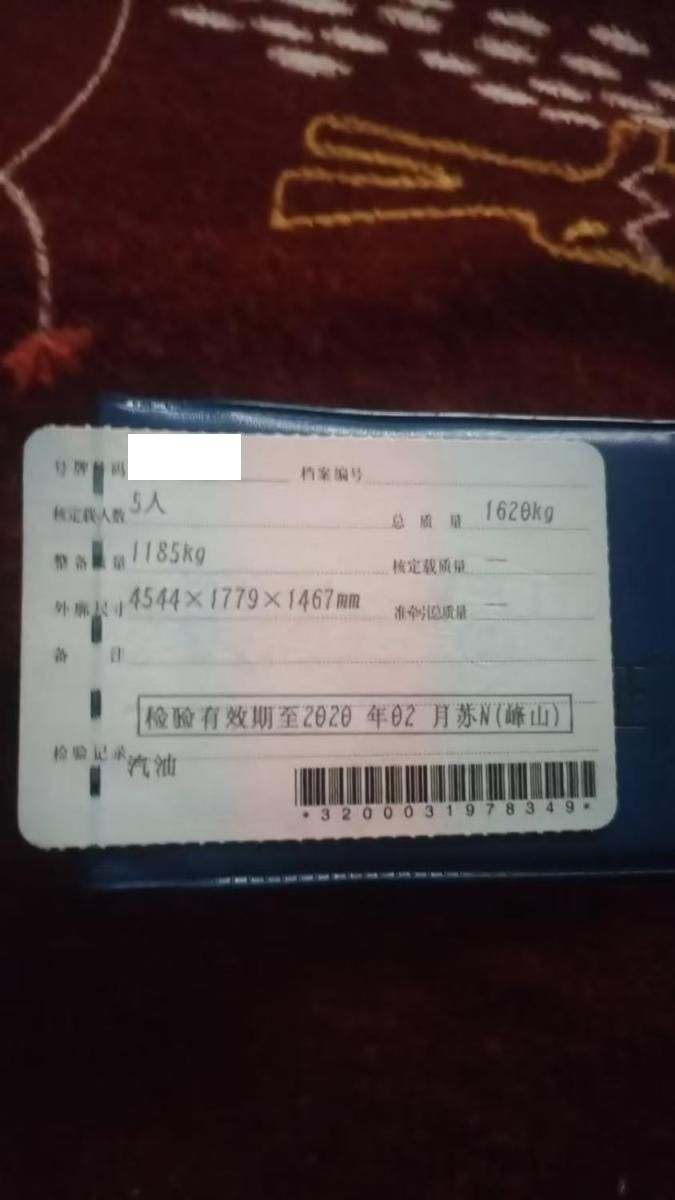 号牌号码 档案编号
核定载人数 5人 总质量 1620kg
整备质量 1185kg 核定载质量 --
外廓尺寸 4544×1779×1467mm 准牵引总质量 --
备注
检验有效期至2020 年02 月苏N(峰山)
检验记录
汽油
*3200031978349*